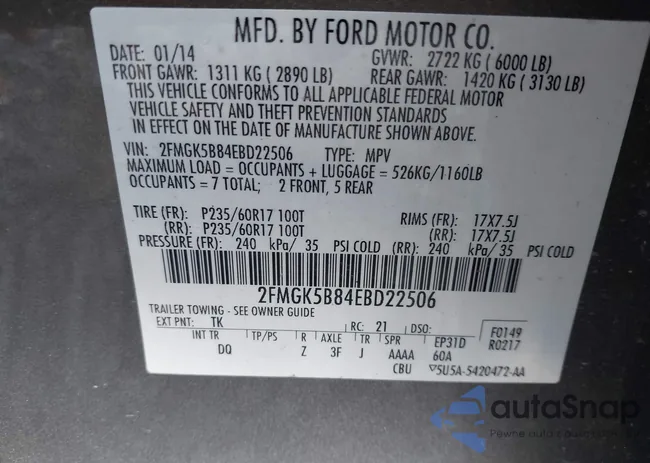 MFD. BY FORD MOTOR CO.
DATE: 01/14 GVWR: 2722 KG ( 6000 LB)
FRONT GAWR: 1311 KG ( 2890 LB) REAR GAWR: 1420 KG ( 3130 LB)
THIS VEHICLE CONFORMS TO ALL APPLICABLE FEDERAL MOTOR
VEHICLE SAFETY AND THEFT PREVENTION STANDARDS
IN EFFECT ON THE DATE OF MANUFACTURE SHOWN ABOVE.
VIN: 2FMGK5B84EBD22506 TYPE: MPV
MAXIMUM LOAD = OCCUPANTS + LUGGAGE = 526KG/1160LB
OCCUPANTS = 7 TOTAL; 2 FRONT, 5 REAR
TIRE (FR): P235/60R17 100T RIMS (FR): 17X7.5J
(RR): P235/60R17 100T (RR): 17X7.5J
PRESSURE (FR): 240 kPa/ 35 PSI COLD (RR): 240 kPa/ 35 PSI COLD
2FMGK5B84EBD22506
TRAILER TOWING - SEE OWNER GUIDE
EXT PNT: TK RC: 21 EP31D F0149
INT TR TP/PS R AXLE TR SPR 60A R0217
DQ Z 3F J AAAA
CBU ▽5U5A-5420472-AA
autoSnap
Pewne auta z auktionów USA